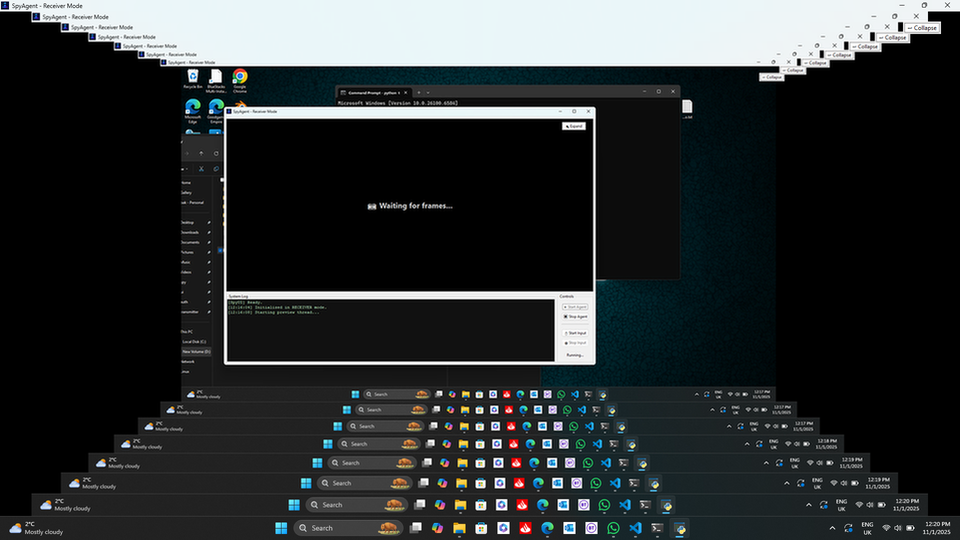 SpyAgent - Receiver Mode
SpyAgent - Receiver Mode
SpyAgent - Receiver Mode
Collapse
SpyAgent - Receiver Mode
Collapse
SpyAgent - Receiver Mode
Collapse
SpyAgent - Receiver Mode
Collapse
SpyAgent - Receiver Mode
Collapse
Collapse
Recycle Bin
BlueStacks
Multi-Insta...
Google
Chrome
Command Prompt - python
Microsoft Windows [Version 10.0.26100.6584]
Microsoft
Edge
Goodgame
Empire
SpyAgent - Receiver Mode
Expand
Home
Gallery
Personal
Waiting for frames...
Desktop
Downloads
Documents
Pictures
Music
Videos
This PC
Local Disk (C:)
New Volume (D:)
Network
Linux
System Log
Controls
[SpyUI] Ready.
[12:16:56] Initialized in RECEIVER mode.
[12:16:58] Starting preview thread...
Start Agent
Stop Agent
Start Input
Stop Input
Running...
2°C
Mostly cloudy
Search
ENG
UK
12:17 PM
11/1/2025
2°C
Mostly cloudy
Search
ENG
UK
12:17 PM
11/1/2025
2°C
Mostly cloudy
Search
ENG
UK
12:17 PM
11/1/2025
2°C
Mostly cloudy
Search
ENG
UK
12:18 PM
11/1/2025
2°C
Mostly cloudy
Search
ENG
UK
12:19 PM
11/1/2025
2°C
Mostly cloudy
Search
ENG
UK
12:19 PM
11/1/2025
2°C
Mostly cloudy
Search
ENG
UK
12:20 PM
11/1/2025
2°C
Mostly cloudy
Search
ENG
UK
12:20 PM
11/1/2025